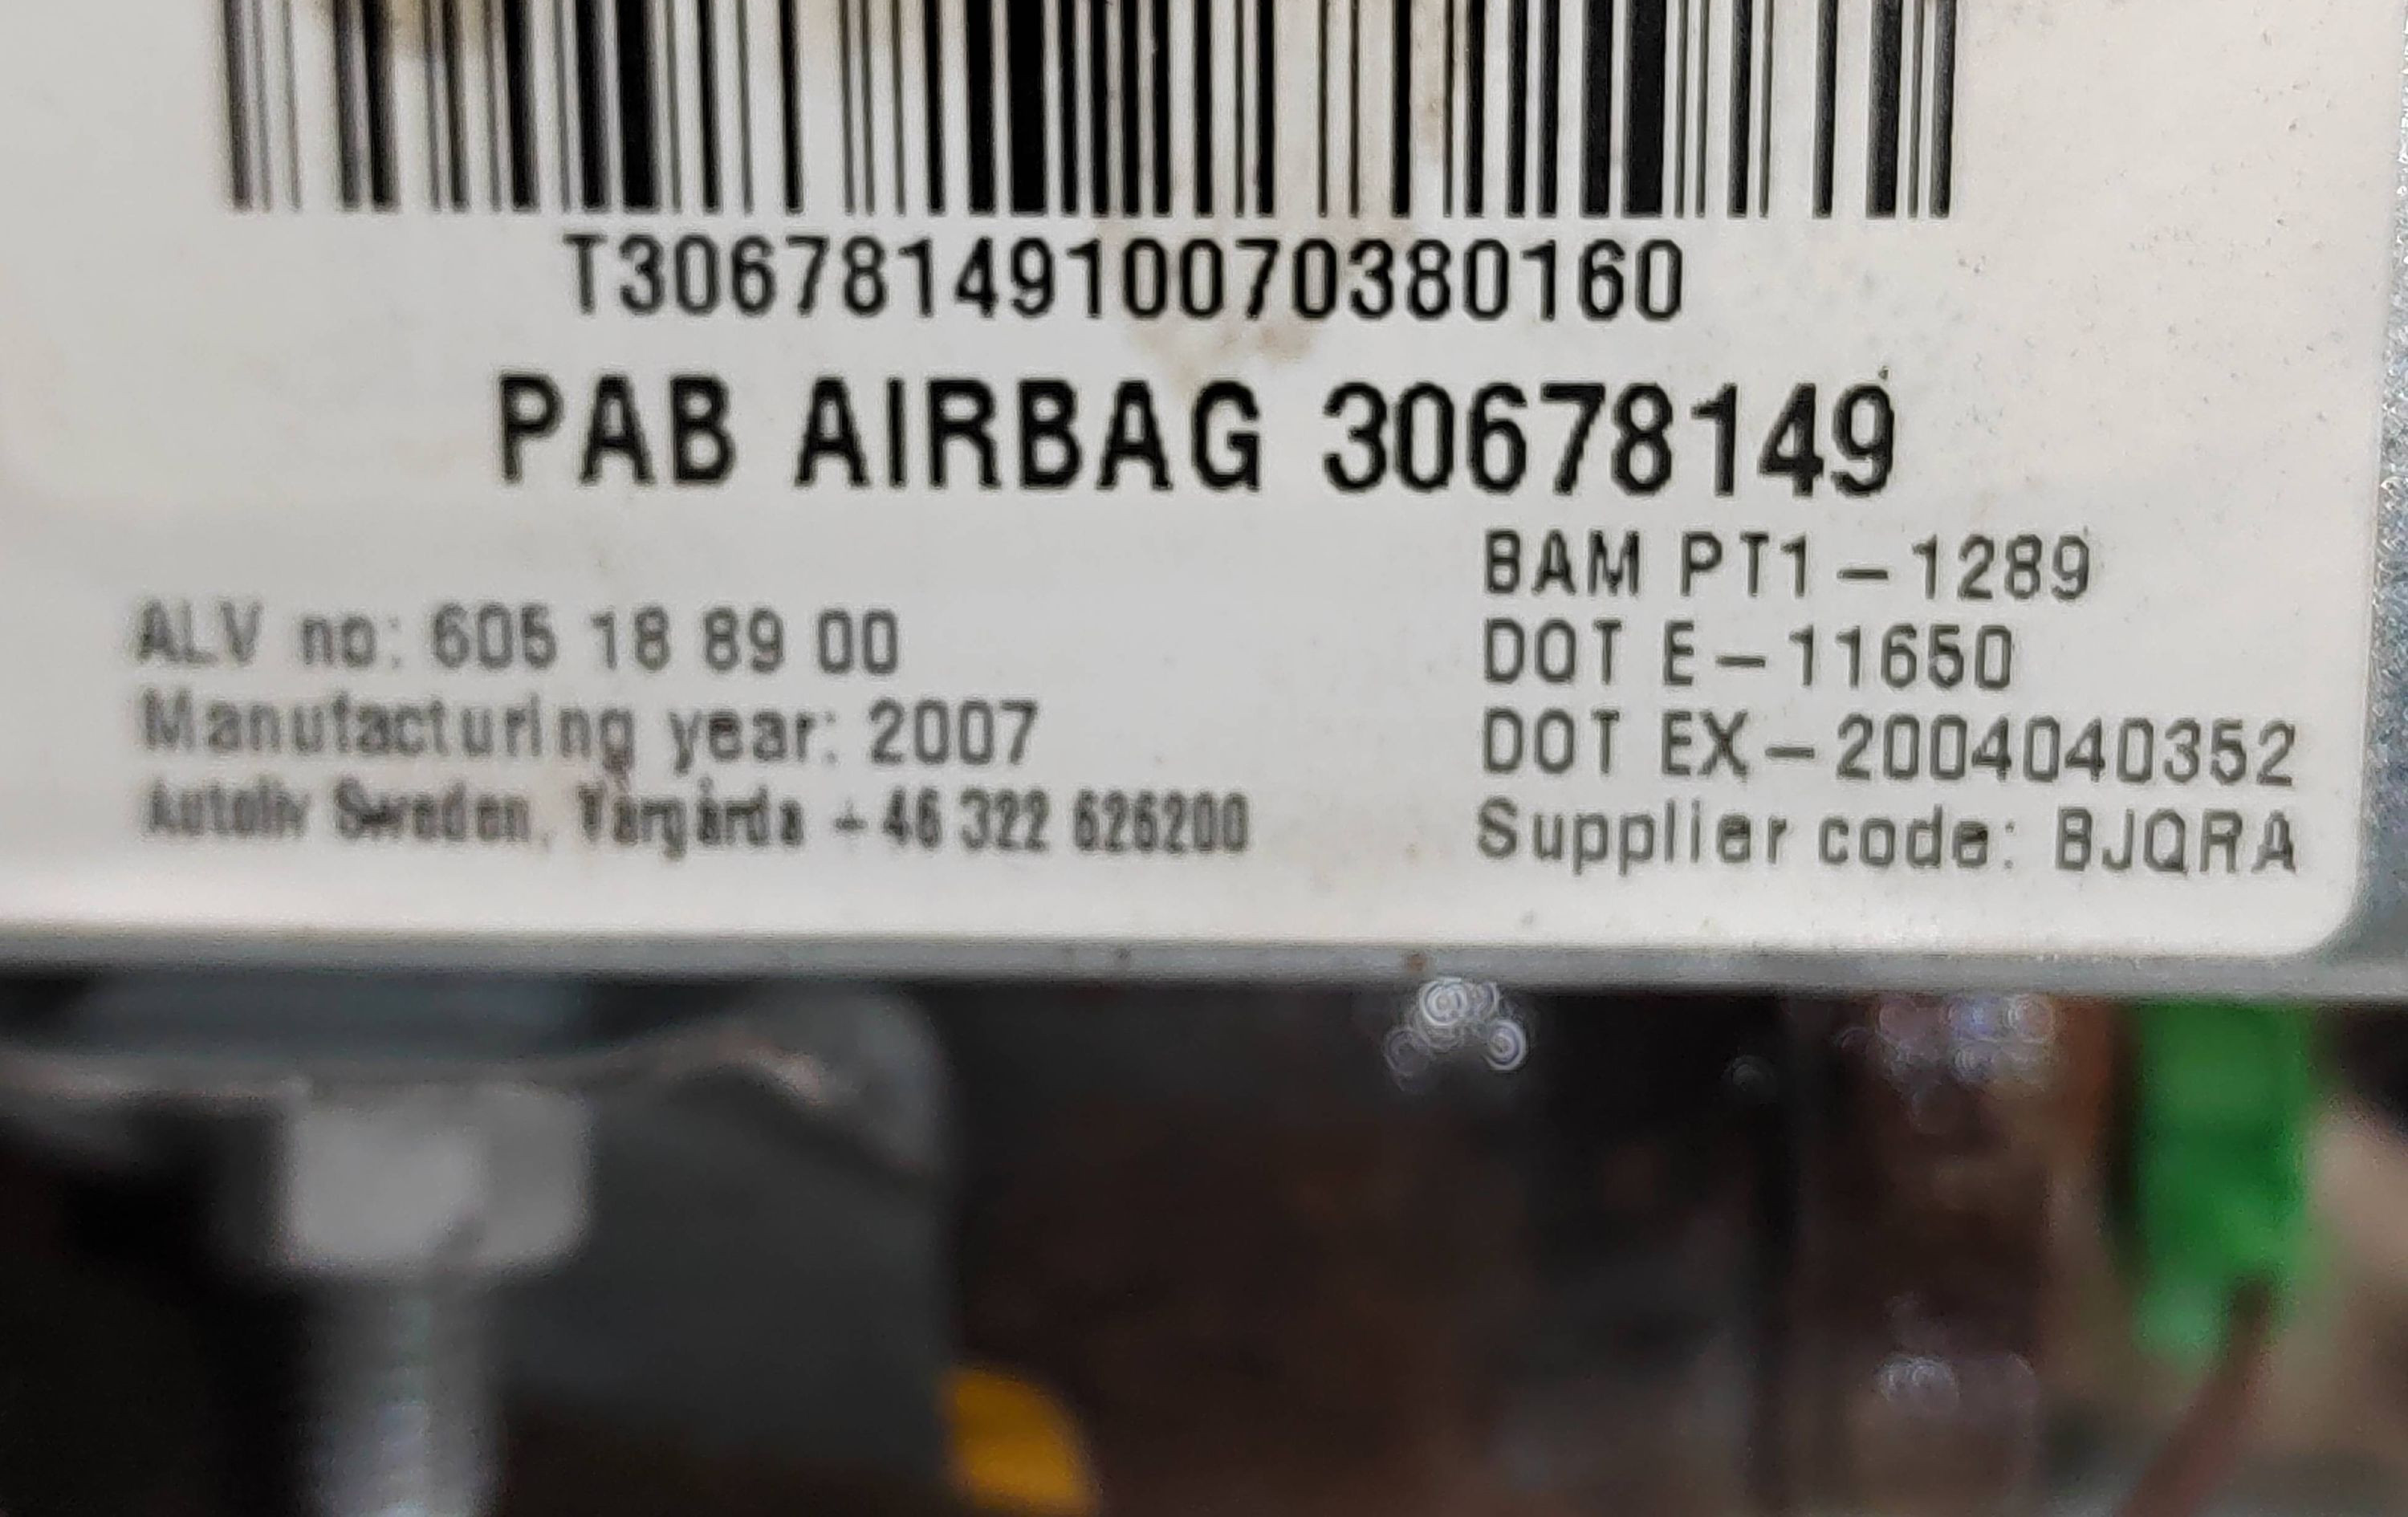 T3067814910070380160
PAB AIRBAG 30678149
BAM PT1-1289
ALV no: 605 18 89 00
DOT E-11650
Manufacturing year: 2007
DOT EX-2004040352
Autoliv Sweden, Vårgårda +46 322 626200
Supplier code: BJQRA